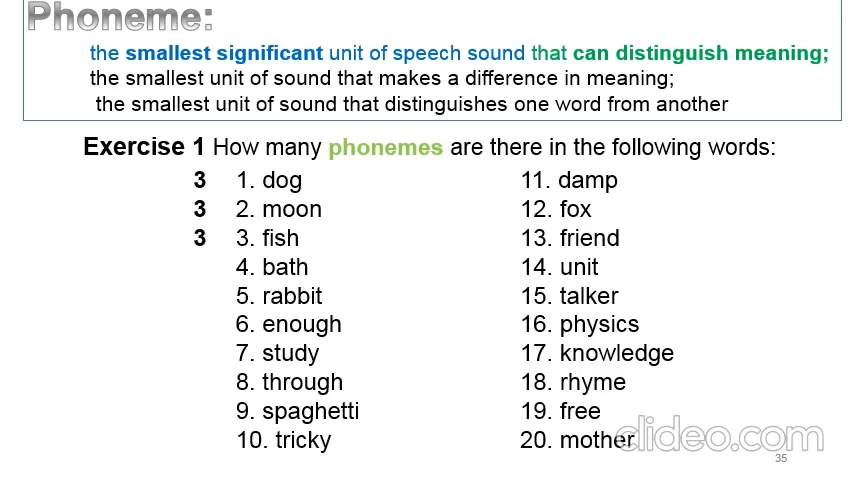 Phoneme:
the smallest significant unit of speech sound that can distinguish meaning;
the smallest unit of sound that makes a difference in meaning;
the smallest unit of sound that distinguishes one word from another
Exercise 1 How many phonemes are there in the following words:
3 1. dog
3 2. moon
3 3. fish
4. bath
5. rabbit
6. enough
7. study
8. through
9. spaghetti
10. tricky
11. damp
12. fox
13. friend
14. unit
15. talker
16. physics
17. knowledge
18. rhyme
19. free
20. mother
clideo.com
35